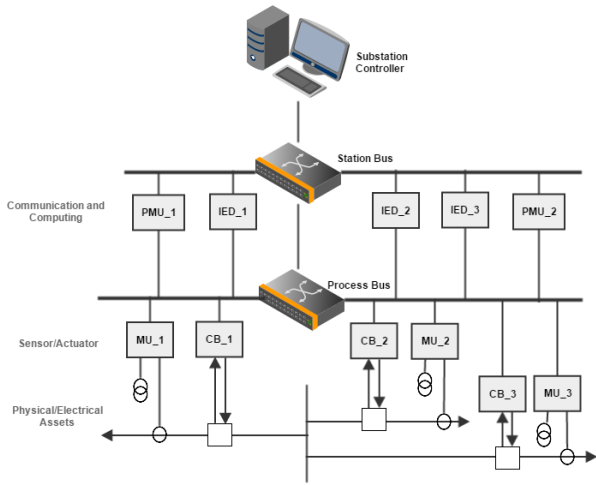 Substation
Controller
Station Bus
Communication and
Computing
PMU_1
IED_1
IED_2
IED_3
PMU_2
Process Bus
Sensor/Actuator
MU_1
CB_1
CB_2
MU_2
CB_3
MU_3
Physical/Electrical
Assets